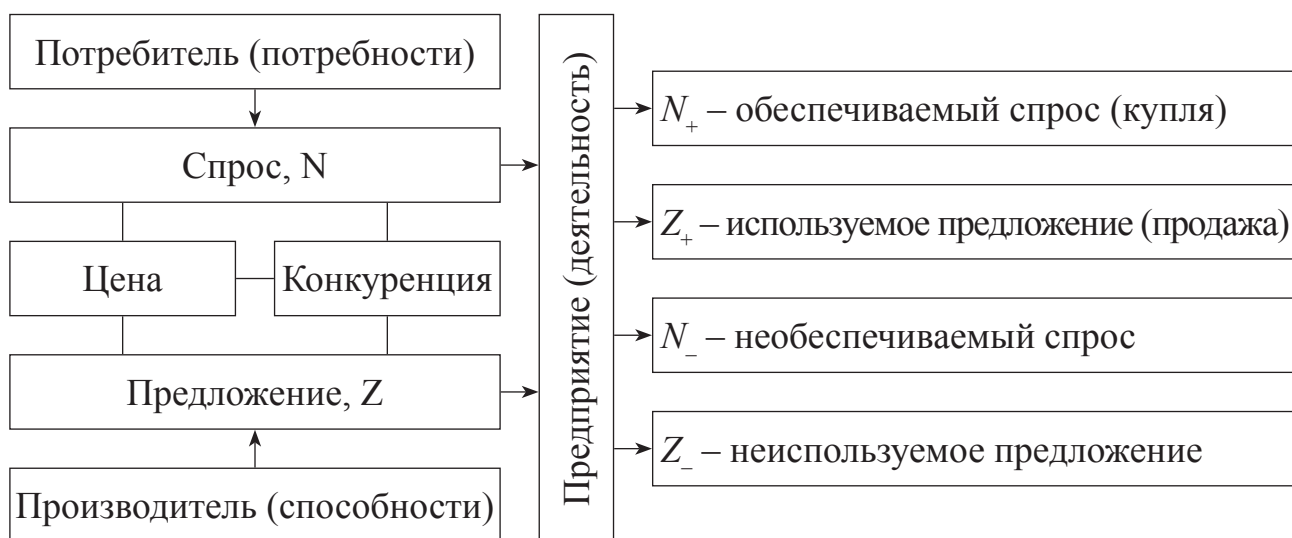 Потребитель (потребности)
Спрос, N
Цена
Конкуренция
Предложение, Z
Производитель (способности)
Предприятие (деятельность)
N₊ – обеспечиваемый спрос (купля)
Z₊ – используемое предложение (продажа)
N₋ – необеспечиваемый спрос
Z₋ – неиспользуемое предложение